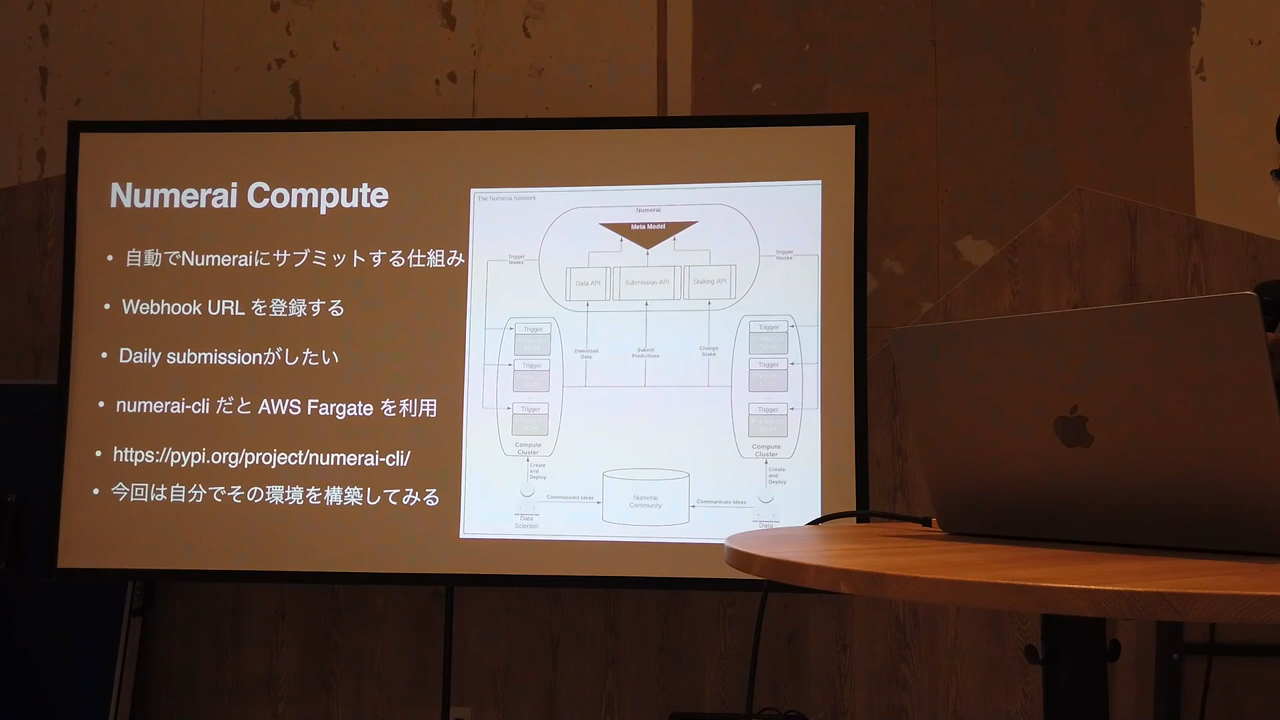 Numerai Compute
• 自動でNumeraiにサブミットする仕組み
• Webhook URL を登録する
• Daily submissionがしたい
• numerai-cli だと AWS Fargate を利用
• https://pypi.org/project/numerai-cli/
• 今回は自分でその環境を構築してみる
The Numerai Network
Numerai
Meta Model
Trigger
Nodes
Trigger
Nodes
Data API
Submission API
Staking API
Trigger
Trigger
Trigger
Compute
Cluster
Download
Data
Submit
Predictions
Change
Stake
Trigger
Trigger
Trigger
Compute
Cluster
Create
and
Deploy
Create
and
Deploy
Communicate Ideas
Numerai
Community
Communicate Ideas
Data
Scientist
Data